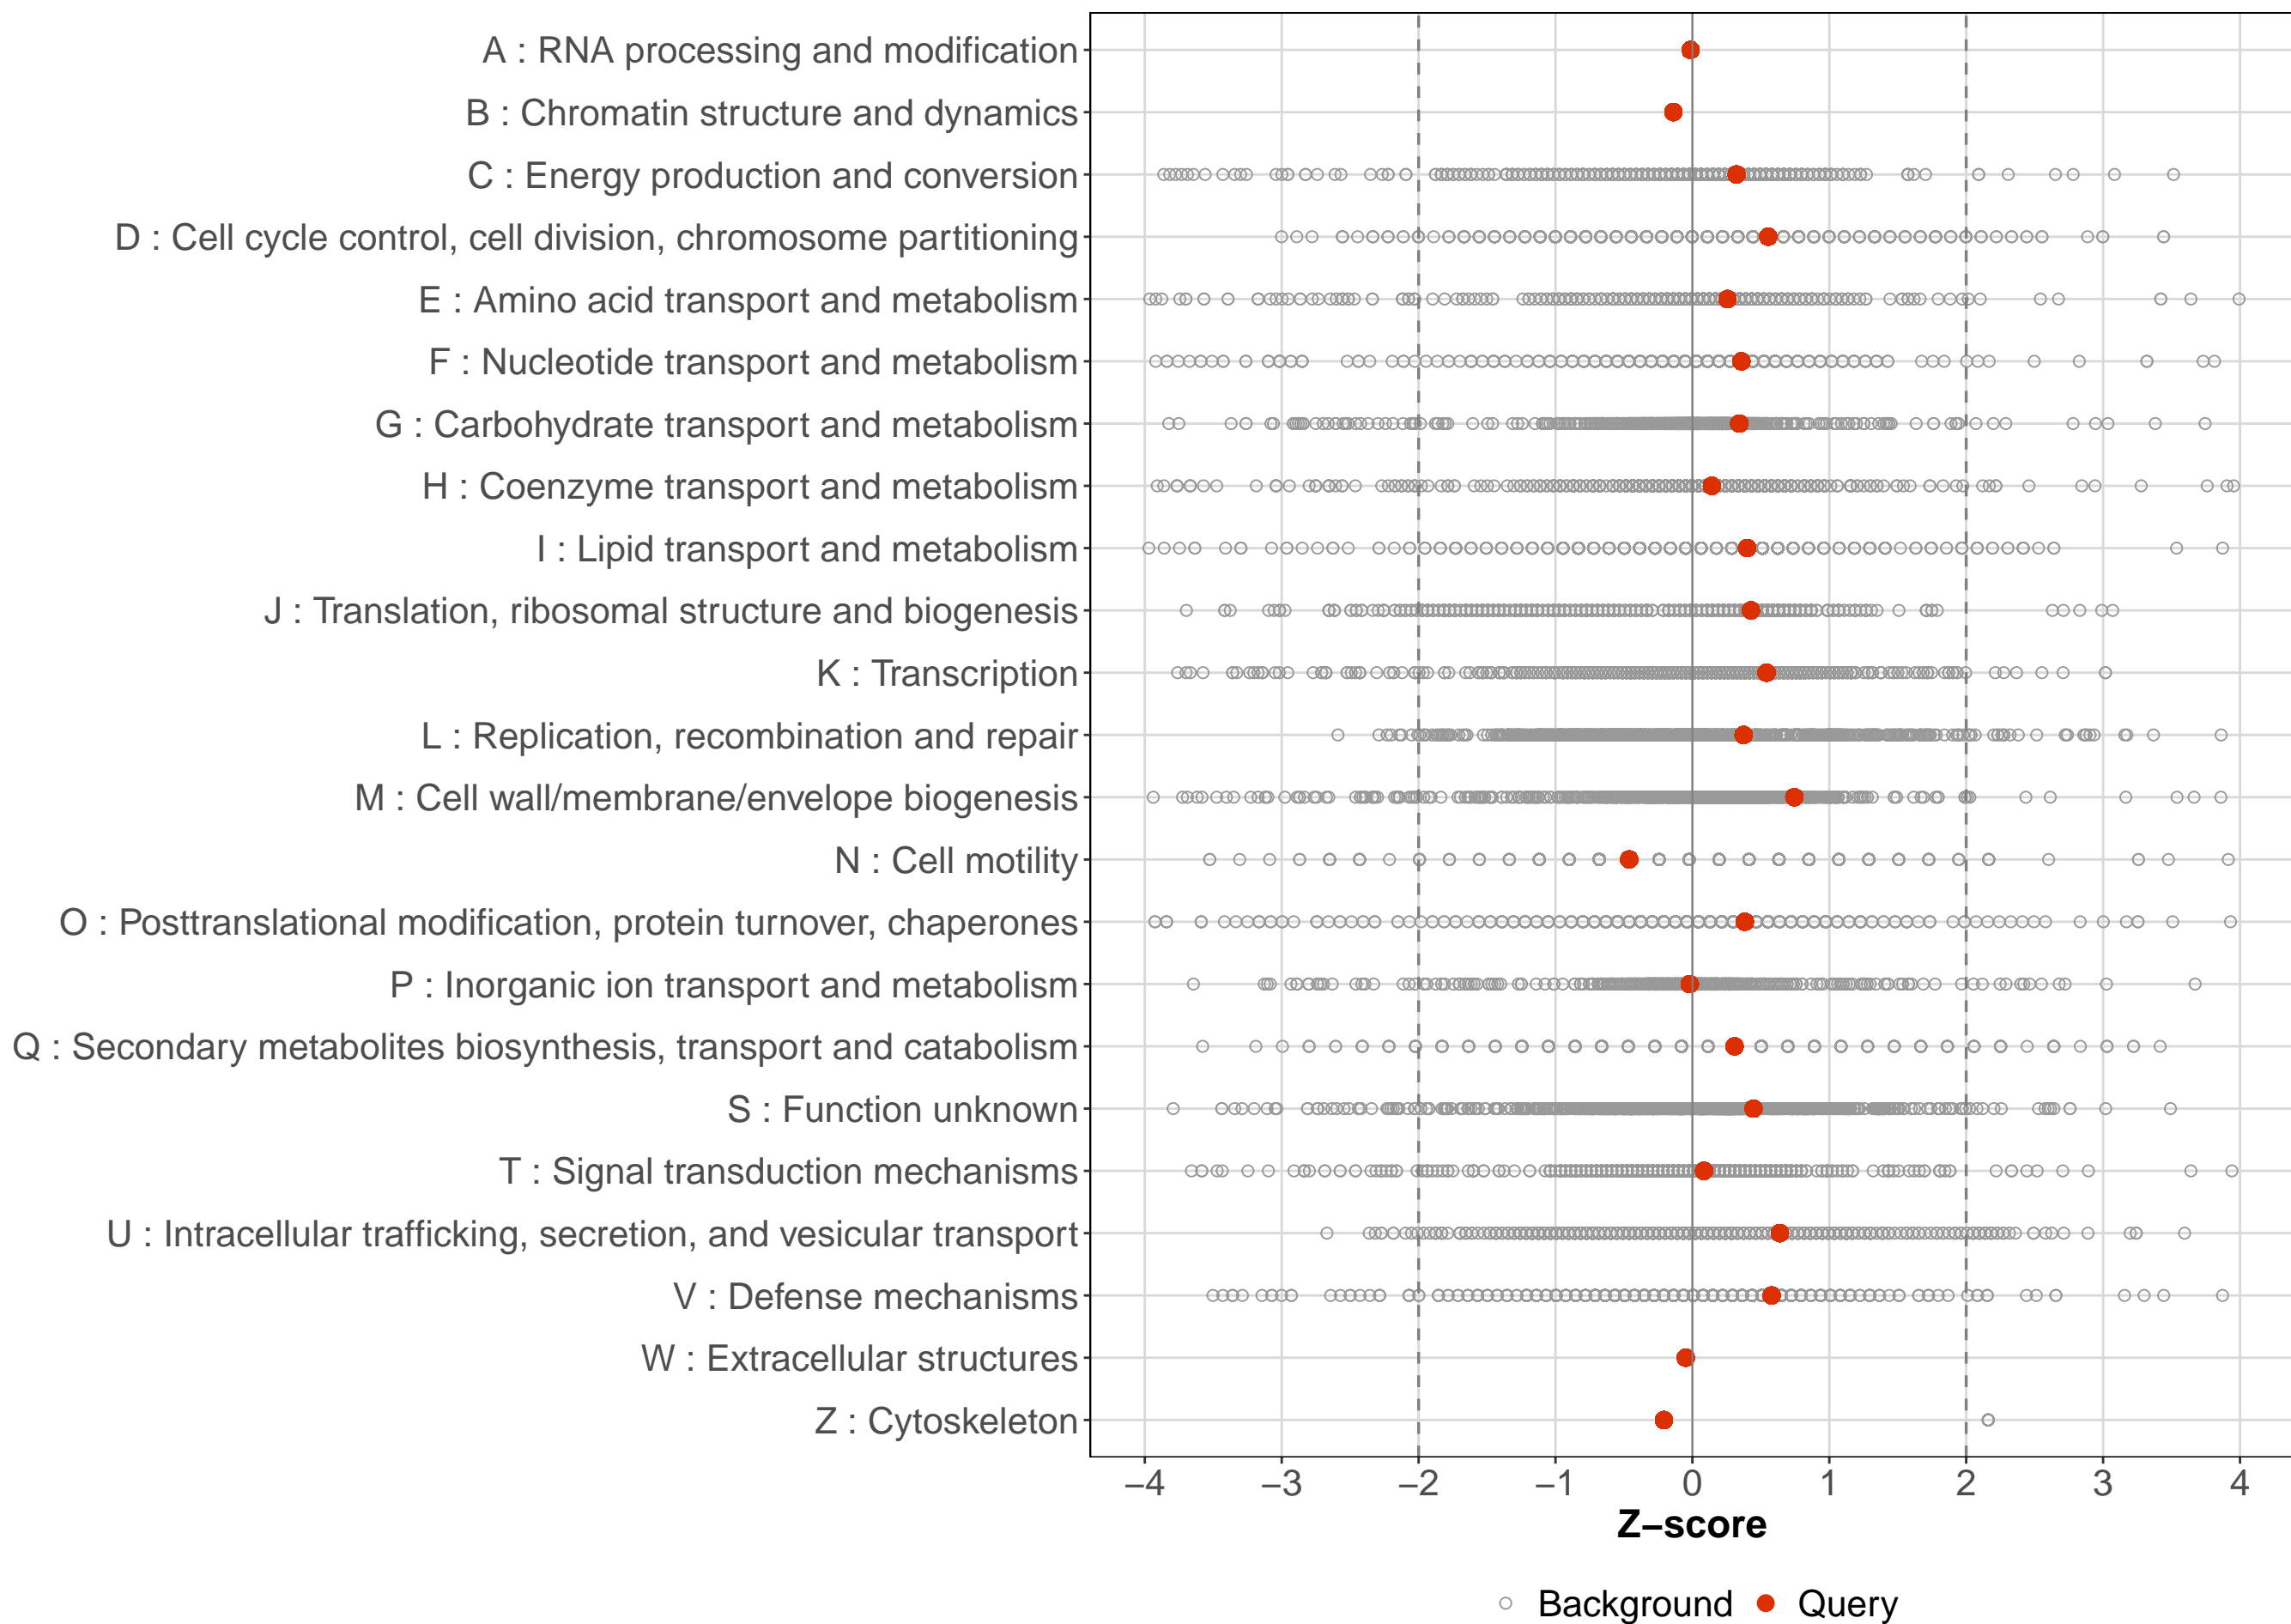 A : RNA processing and modification
B : Chromatin structure and dynamics
C : Energy production and conversion
D : Cell cycle control, cell division, chromosome partitioning
E : Amino acid transport and metabolism
F : Nucleotide transport and metabolism
G : Carbohydrate transport and metabolism
H : Coenzyme transport and metabolism
I : Lipid transport and metabolism
J : Translation, ribosomal structure and biogenesis
K : Transcription
L : Replication, recombination and repair
M : Cell wall/membrane/envelope biogenesis
N : Cell motility
O : Posttranslational modification, protein turnover, chaperones
P : Inorganic ion transport and metabolism
Q : Secondary metabolites biosynthesis, transport and catabolism
S : Function unknown
T : Signal transduction mechanisms
U : Intracellular trafficking, secretion, and vesicular transport
V : Defense mechanisms
W : Extracellular structures
Z : Cytoskeleton
−4 −3 −2 −1 0 1 2 3 4
Z−score
Background Query